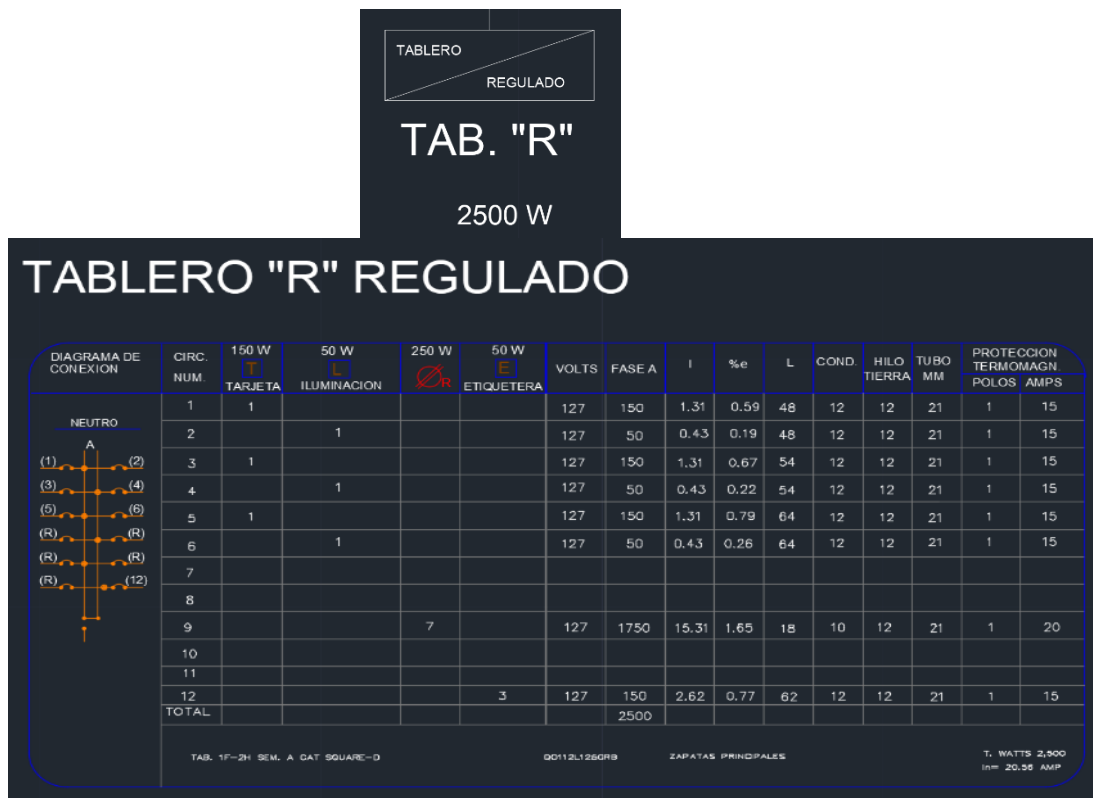 TABLERO
REGULADO
TAB. "R"
2500 W
TABLERO "R" REGULADO
DIAGRAMA DE CONEXION CIRC. NUM. 150 W T TARJETA 50 W L ILUMINACION 250 W R 50 W E ETIQUETERA VOLTS FASE A I %e L COND. HILO TIERRA TUBO MM PROTECCION TERMOMAGN. POLOS AMPS
NEUTRO
A
(1) (2)
(3) (4)
(5) (6)
(R) (R)
(R) (R)
(R) (12)
1 1 127 150 1.31 0.59 48 12 12 21 1 15
2 1 127 50 0.43 0.19 48 12 12 21 1 15
3 1 127 150 1.31 0.67 54 12 12 21 1 15
4 1 127 50 0.43 0.22 54 12 12 21 1 15
5 1 127 150 1.31 0.79 64 12 12 21 1 15
6 1 127 50 0.43 0.26 64 12 12 21 1 15
7
8
9 7 127 1750 15.31 1.65 18 10 12 21 1 20
10
11
12 3 127 150 2.62 0.77 62 12 12 21 1 15
TOTAL 2500
TAB. 1F-2H SEM. A CAT SQUARE-D ZAPATAS PRINCIPALES T. WATTS 2,500
In= 20.56 AMP